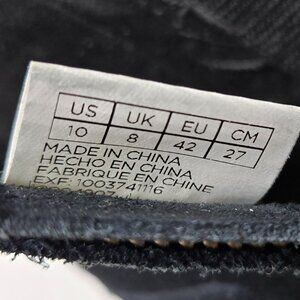 US UK EU CM
10 8 42 27
MADE IN CHINA
HECHO EN CHINA
FABRIQUE EN CHINE
EXF: 1003741116